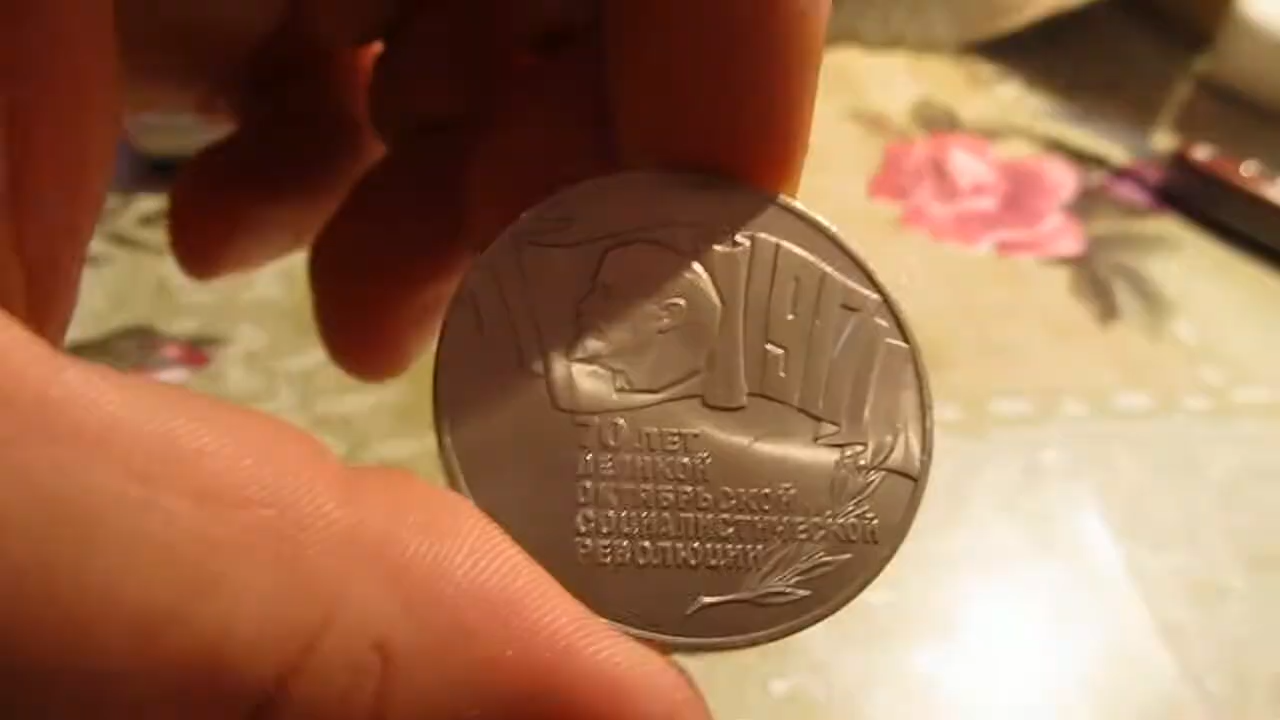 1917
70 ЛЕТ
ВЕЛИКОЙ
ОКТЯБРЬСКОЙ
СОЦИАЛИСТИЧЕСКОЙ
РЕВОЛЮЦИИ